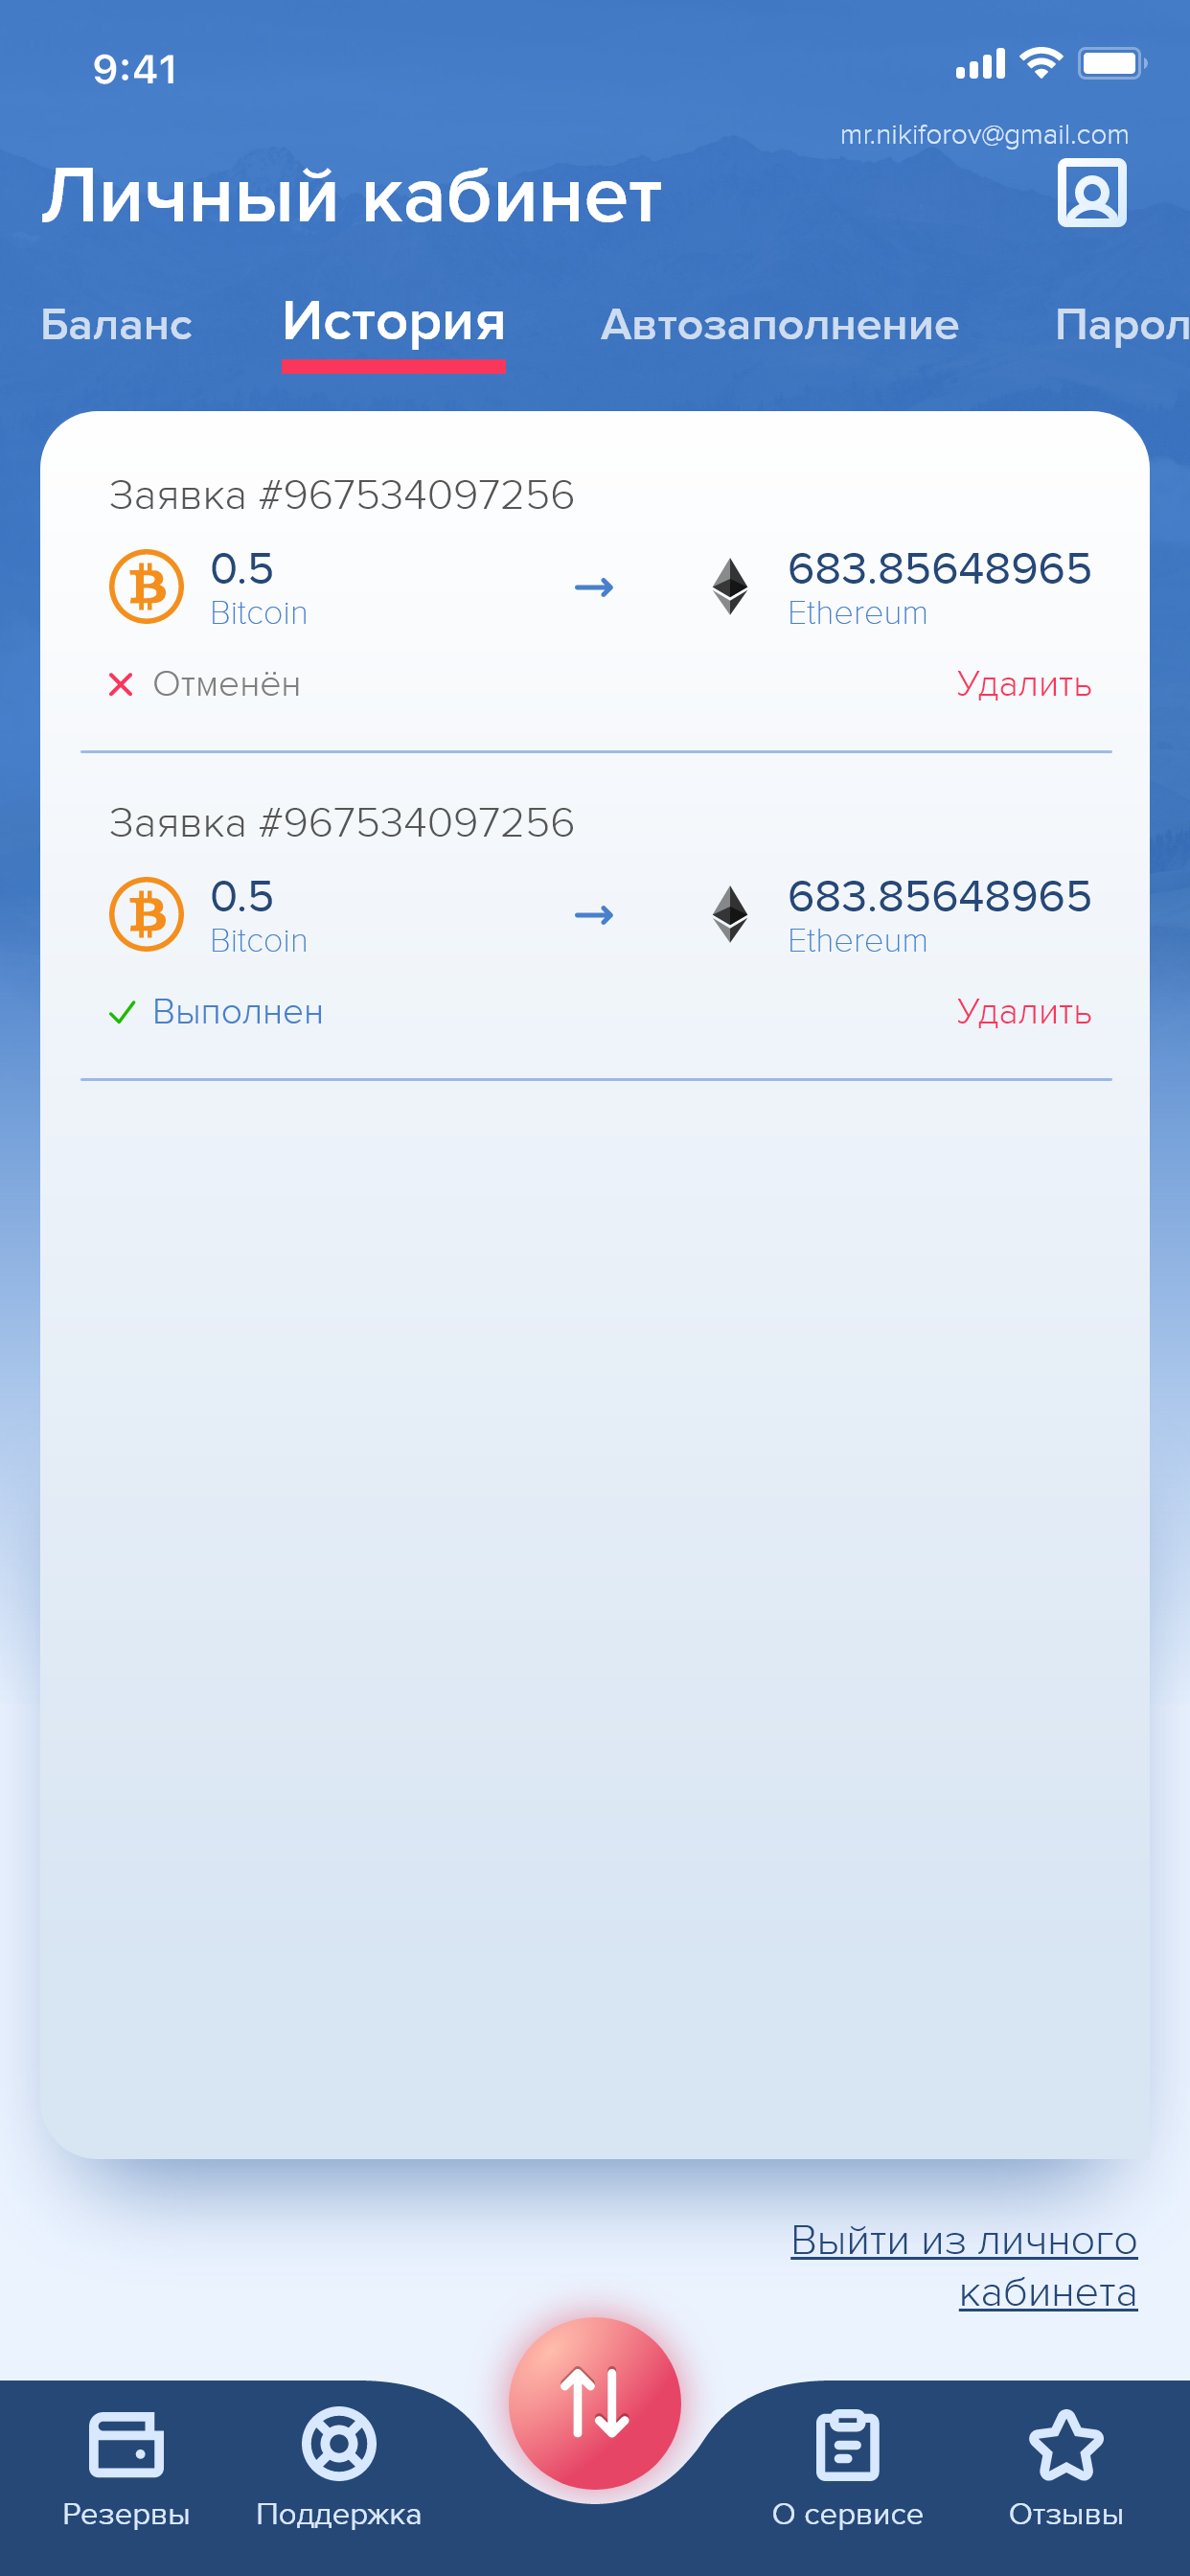 9:41
mr.nikiforov@gmail.com
Личный кабинет
Баланс История Автозаполнение Парол
Заявка #967534097256
0.5 → 683.85648965
Bitcoin Ethereum
Отменён Удалить
Заявка #967534097256
0.5 → 683.85648965
Bitcoin Ethereum
Выполнен Удалить
Выйти из личного
кабинета
Резервы Поддержка О сервисе Отзывы